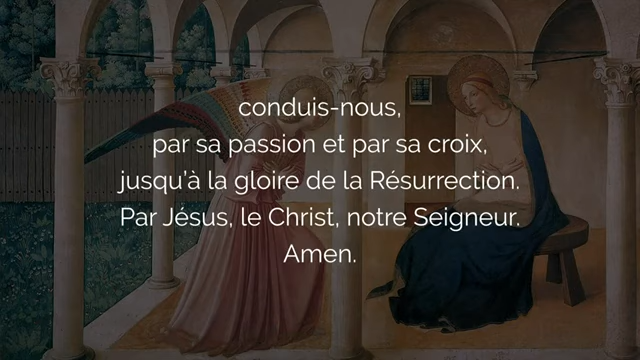 conduis-nous,
par sa passion et par sa croix,
jusqu'à la gloire de la Résurrection.
Par Jésus, le Christ, notre Seigneur.
Amen.